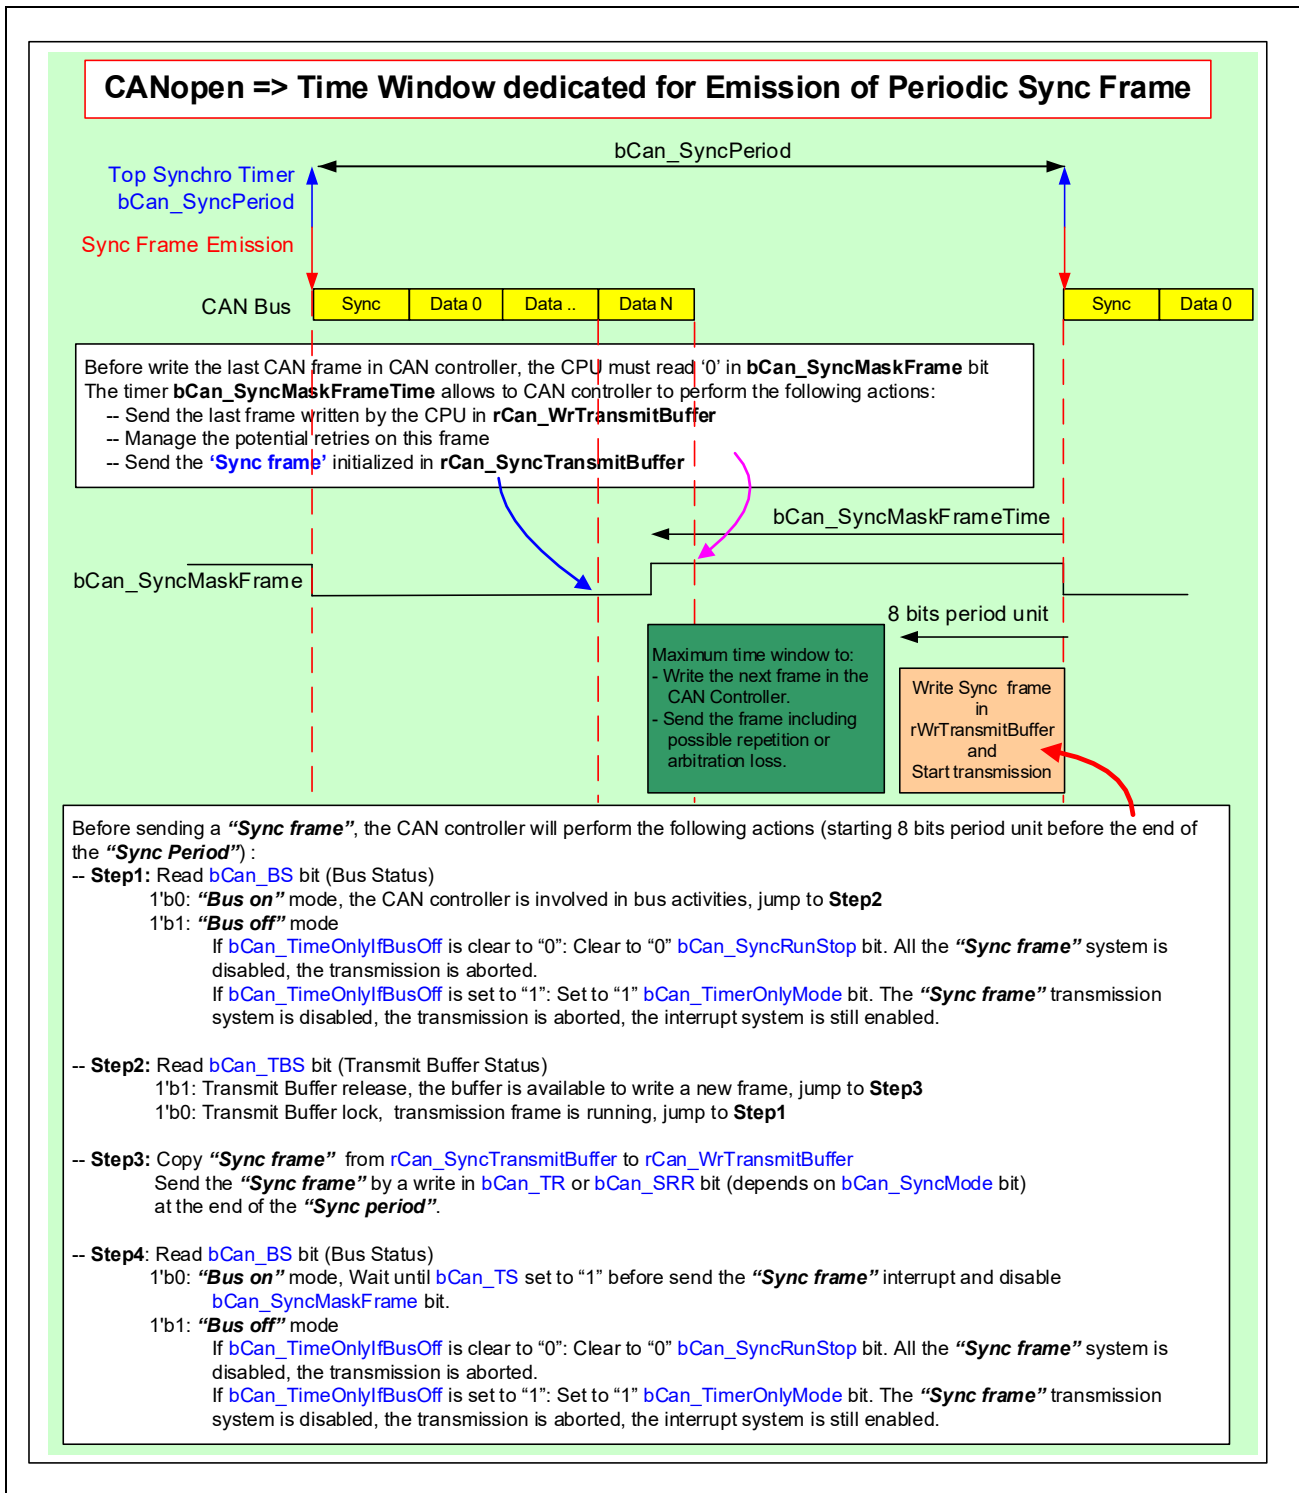 CANopen => Time Window dedicated for Emission of Periodic Sync Frame
bCan_SyncPeriod
Top Synchro Timer
bCan_SyncPeriod
Sync Frame Emission
CAN Bus
Sync
Data 0
Data ..
Data N
Sync
Data 0
Before write the last CAN frame in CAN controller, the CPU must read ‘0’ in bCan_SyncMaskFrame bit
The timer bCan_SyncMaskFrameTime allows to CAN controller to perform the following actions:
-- Send the last frame written by the CPU in rCan_WrTransmitBuffer
-- Manage the potential retries on this frame
-- Send the ‘Sync frame’ initialized in rCan_SyncTransmitBuffer
bCan_SyncMaskFrameTime
bCan_SyncMaskFrame
8 bits period unit
Maximum time window to:
- Write the next frame in the
CAN Controller.
- Send the frame including
possible repetition or
arbitration loss.
Write Sync frame
in
rWrTransmitBuffer
and
Start transmission
Before sending a “Sync frame”, the CAN controller will perform the following actions (starting 8 bits period unit before the end of
the “Sync Period”) :
-- Step1: Read bCan_BS bit (Bus Status)
1'b0: “Bus on” mode, the CAN controller is involved in bus activities, jump to Step2
1'b1: “Bus off” mode
If bCan_TimeOnlyIfBusOff is clear to “0”: Clear to “0” bCan_SyncRunStop bit. All the “Sync frame” system is
disabled, the transmission is aborted.
If bCan_TimeOnlyIfBusOff is set to “1”: Set to “1” bCan_TimerOnlyMode bit. The “Sync frame” transmission
system is disabled, the transmission is aborted, the interrupt system is still enabled.
-- Step2: Read bCan_TBS bit (Transmit Buffer Status)
1'b1: Transmit Buffer release, the buffer is available to write a new frame, jump to Step3
1'b0: Transmit Buffer lock, transmission frame is running, jump to Step1
-- Step3: Copy “Sync frame” from rCan_SyncTransmitBuffer to rCan_WrTransmitBuffer
Send the “Sync frame” by a write in bCan_TR or bCan_SRR bit (depends on bCan_SyncMode bit)
at the end of the “Sync period”.
-- Step4: Read bCan_BS bit (Bus Status)
1'b0: “Bus on” mode, Wait until bCan_TS set to “1” before send the “Sync frame” interrupt and disable
bCan_SyncMaskFrame bit.
1'b1: “Bus off” mode
If bCan_TimeOnlyIfBusOff is clear to “0”: Clear to “0” bCan_SyncRunStop bit. All the “Sync frame” system is
disabled, the transmission is aborted.
If bCan_TimeOnlyIfBusOff is set to “1”: Set to “1” bCan_TimerOnlyMode bit. The “Sync frame” transmission
system is disabled, the transmission is aborted, the interrupt system is still enabled.